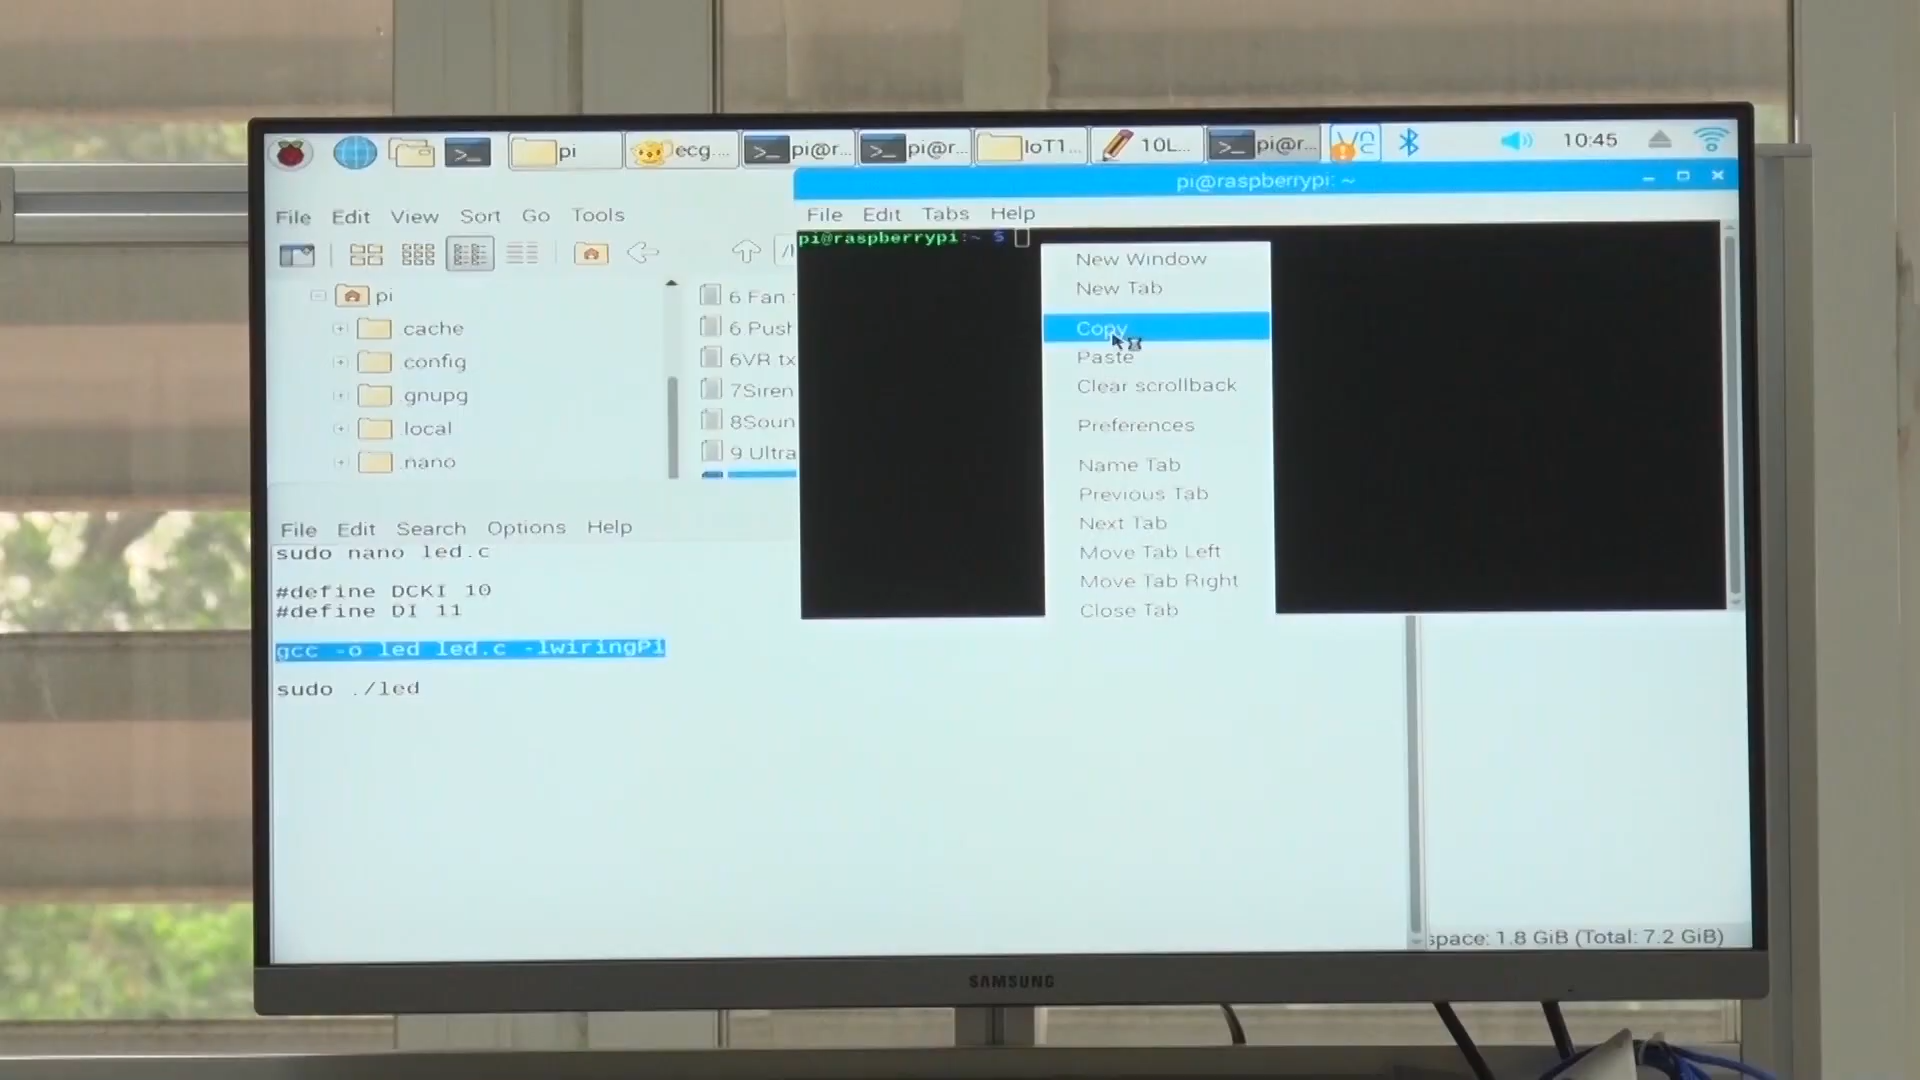 pi
ecg...
pi@r...
pi@r...
IoT1...
10L...
pi@r...
10:45
pi@raspberrypi: ~
File Edit View Sort Go Tools
File Edit Tabs Help
pi@raspberrypi:~ $
pi
cache
config
.gnupg
.local
.nano
6 Fan
6 Push
6VR tx
7Siren
8Soun
9 Ultra
New Window
New Tab
Copy
Paste
Clear scrollback
Preferences
Name Tab
Previous Tab
Next Tab
Move Tab Left
Move Tab Right
Close Tab
File Edit Search Options Help
sudo nano led.c
#define DCKI 10
#define DI 11
gcc -o led led.c -lwiringPi
sudo ./led
space: 1.8 GiB (Total: 7.2 GiB)
SAMSUNG